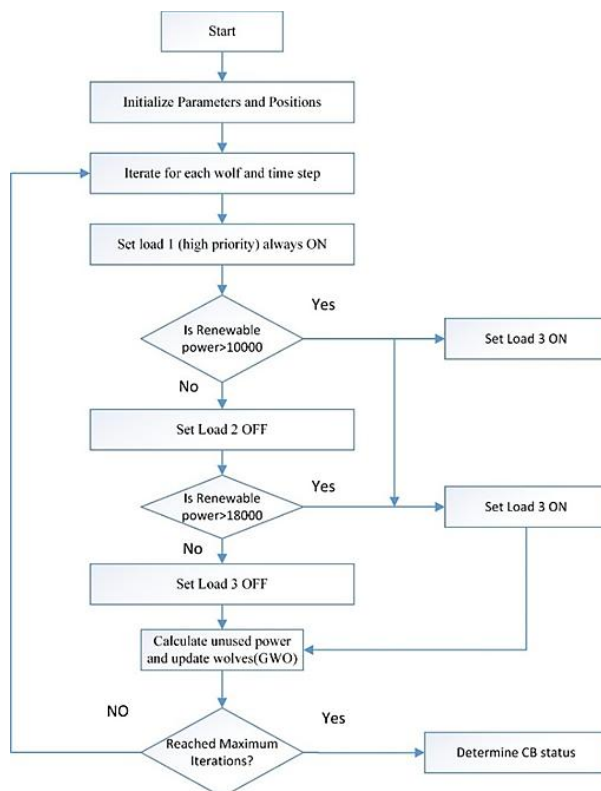 Start
Initialize Parameters and Positions
Iterate for each wolf and time step
Set load 1 (high priority) always ON
Yes
Is Renewable
power>10000
Set Load 3 ON
No
Set Load 2 OFF
Yes
Is Renewable
power>18000
Set Load 3 ON
No
Set Load 3 OFF
Calculate unused power
and update wolves(GWO)
NO
Yes
Reached Maximum
Iterations?
Determine CB status